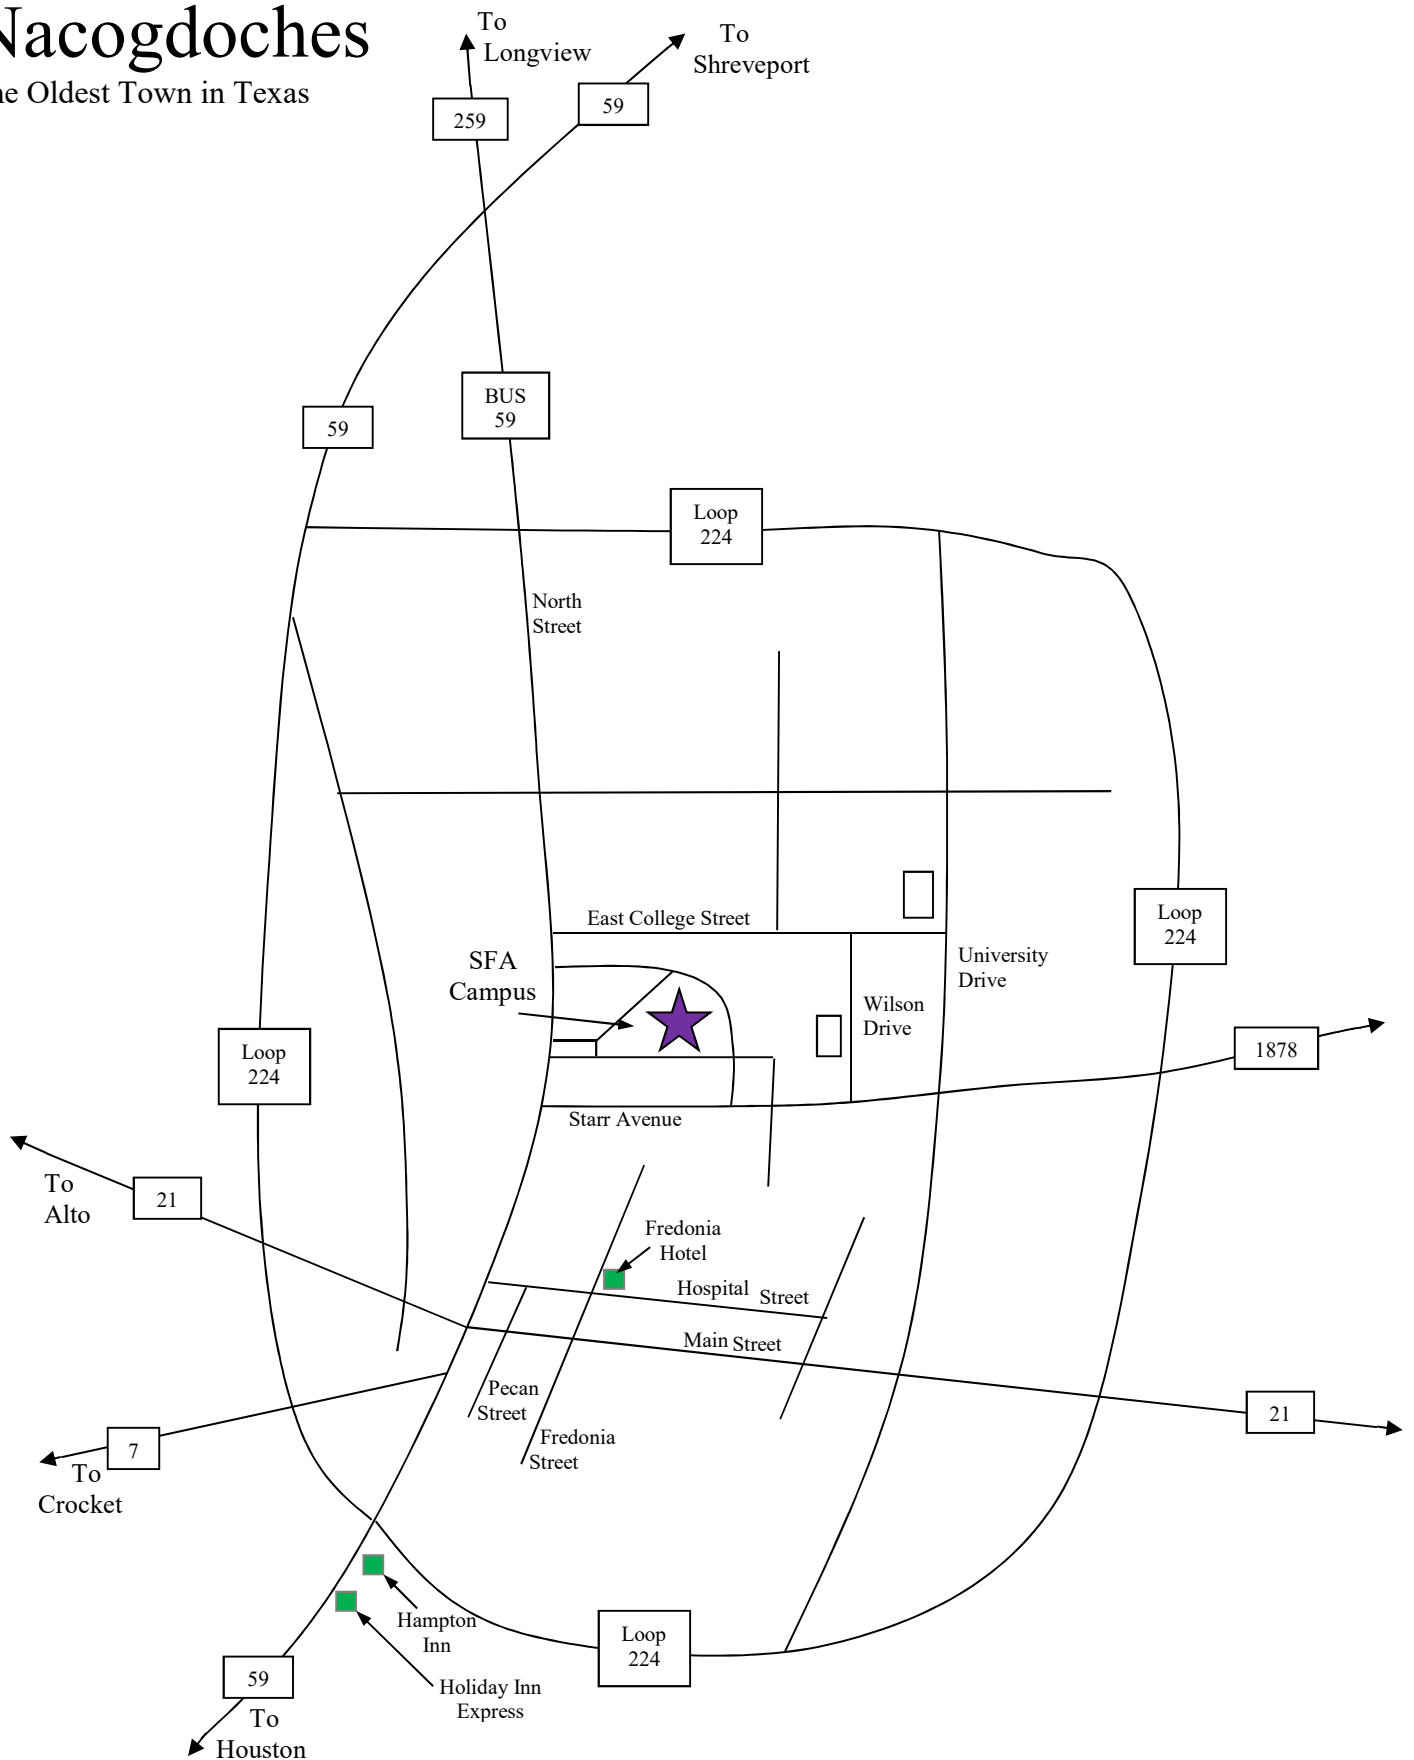 Nacogdoches
he Oldest Town in Texas
To
Longview
To
Shreveport
259
59
BUS
59
59
Loop
224
North
Street
East College Street
SFA
Campus
University
Drive
Wilson
Drive
Loop
224
Loop
224
1878
Starr Avenue
To
Alto
21
Fredonia
Hotel
Hospital Street
Main Street
Pecan
Street
Fredonia
Street
21
7
To
Crocket
Hampton
Inn
Holiday Inn
Express
Loop
224
59
To
Houston